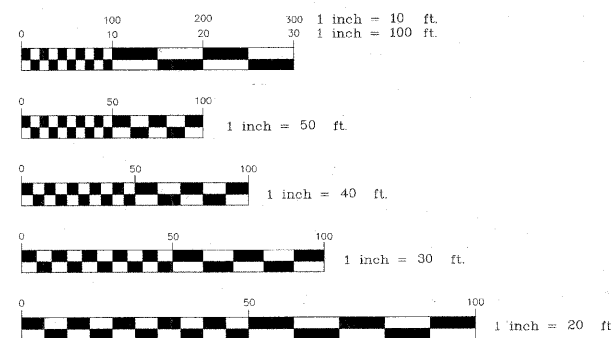 100 200 300 1 inch = 10 ft.
0 10 20 30 1 inch = 100 ft.
0 50 100
1 inch = 50 ft.
0 50 100
1 inch = 40 ft.
0 50 100
1 inch = 30 ft.
0 50 100
1 inch = 20 ft